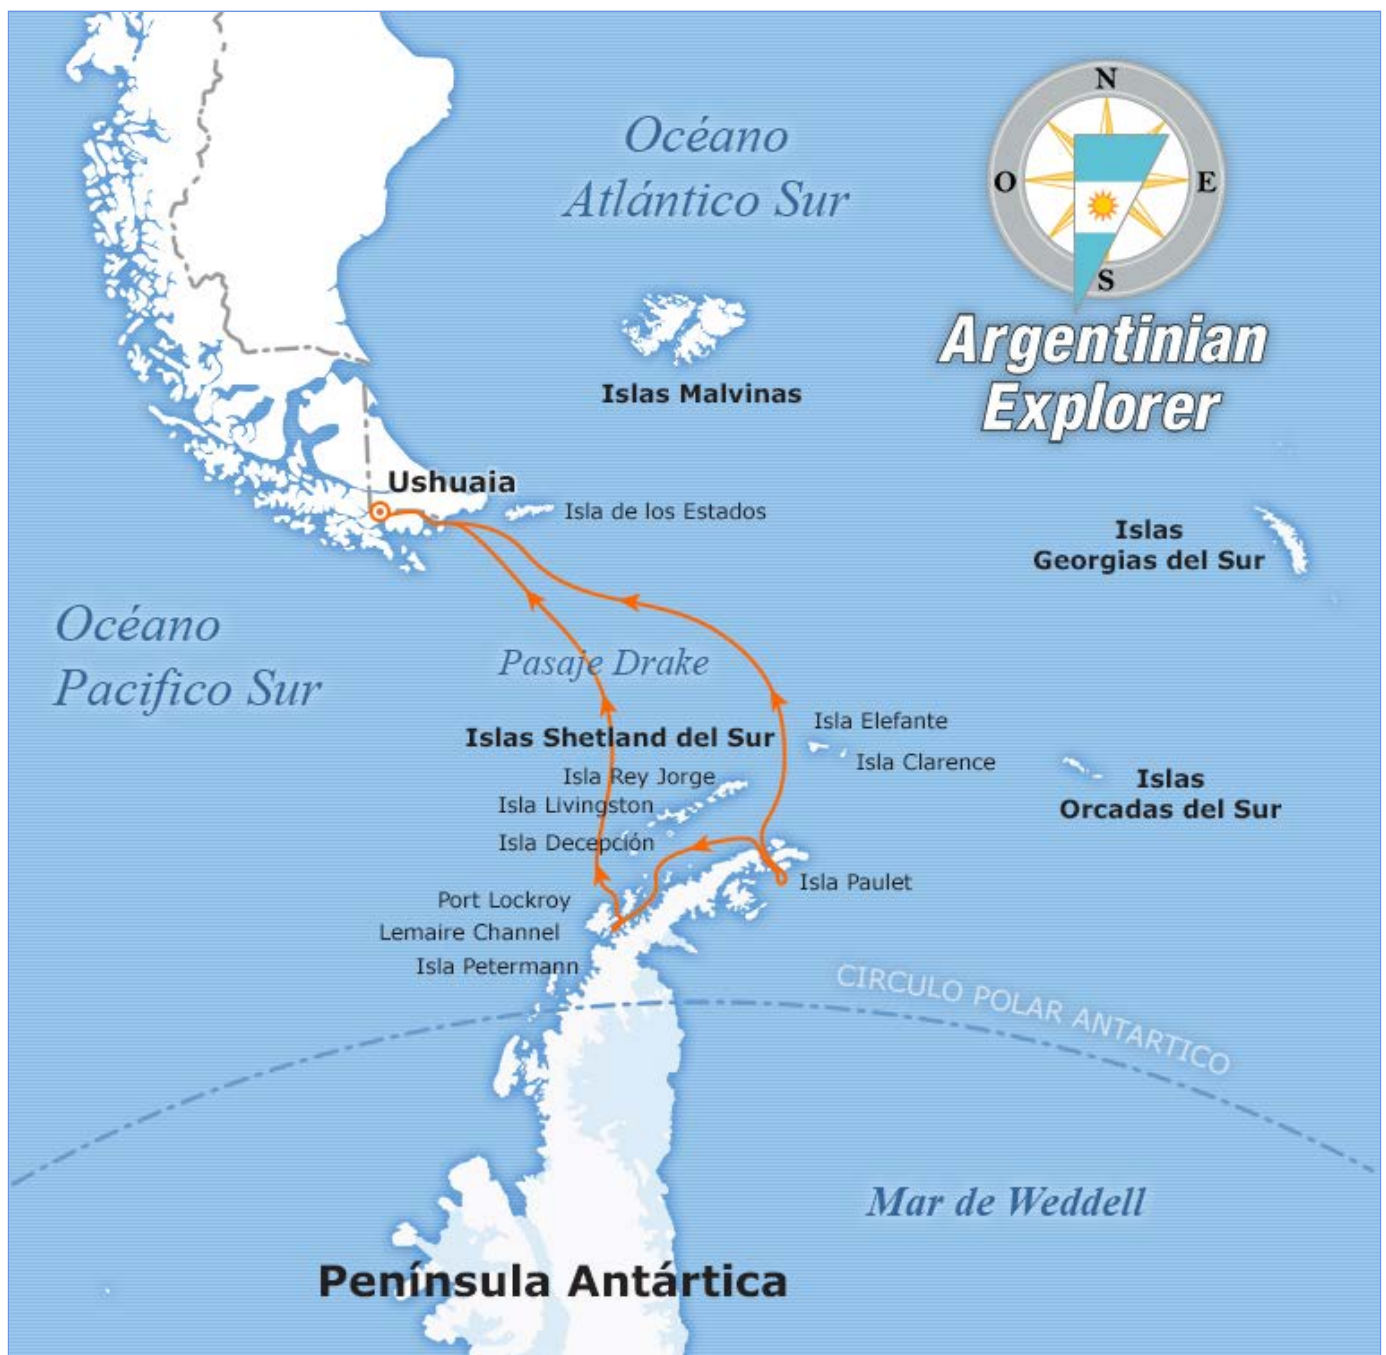 N
Océano
Atlántico Sur
O
E
S
Argentinian
Explorer
Islas Malvinas
Ushuaia
Isla de los Estados
Islas
Georgias del Sur
Océano
Pacifico Sur
Pasaje Drake
Isla Elefante
Islas Shetland del Sur
Isla Clarence
Isla Rey Jorge
Islas
Orcadas del Sur
Isla Livingston
Isla Decepción
Isla Paulet
Port Lockroy
Lemaire Channel
Isla Petermann
CIRCULO POLAR ANTARTICO
Mar de Weddell
Península Antártica